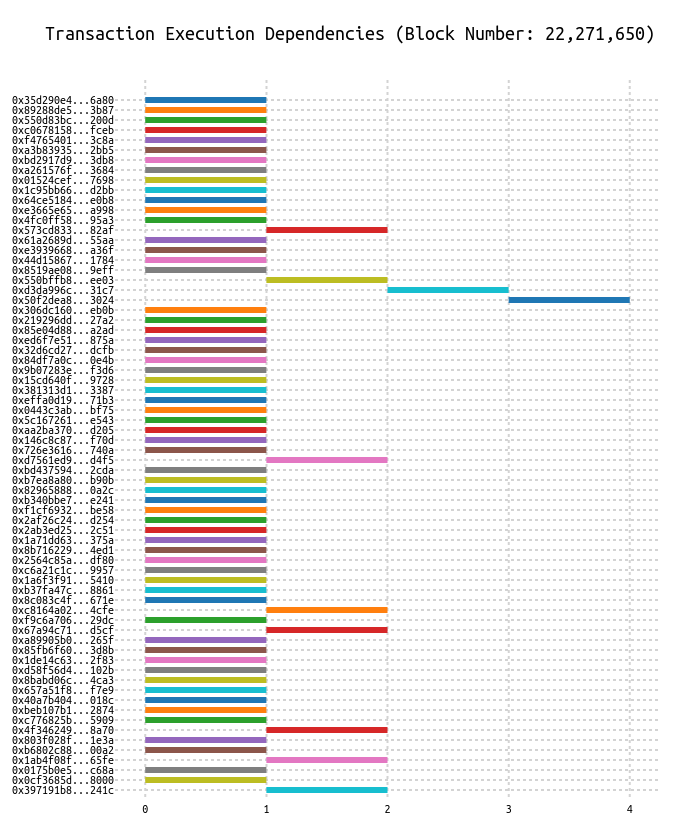 Transaction Execution Dependencies (Block Number: 22,271,650)
0x35d290e4...6a80
0x89288de5...3b87
0x550d83bc...200d
0xc0678158...fceb
0xf4765401...3c8a
0xa3b83935...2bb5
0xbd2917d9...3db8
0xa261576f...3684
0x01524cef...7698
0x1c95bb66...d2bb
0x64ce5184...e0b8
0xe3665e65...a998
0x4fc0ff58...95a3
0x573cd833...82af
0x61a2689d...55aa
0xe3939668...a36f
0x44d15867...1784
0x8519ae08...9eff
0x550bffb8...ee03
0xd3da996c...31c7
0x50f2dea8...3024
0x306dc160...eb0b
0x219296dd...27a2
0x85e04d88...a2ad
0xed6f7e51...875a
0x32d6cd27...dcfb
0x84df7a0c...0e4b
0x9b07283e...f3d6
0x15cd640f...9728
0x381313d1...3387
0xeffa0d19...71b3
0x0443c3ab...bf75
0x5c167261...e543
0xaa2ba370...d205
0x146c8c87...f70d
0x726e3616...740a
0xd7561ed9...d4f5
0xbd437594...2cda
0xb7ea8a80...b90b
0x82965888...0a2c
0xb340bbe7...e241
0xf1cf6932...be58
0x2af26c24...d254
0x2ab3ed25...2c51
0x1a71dd63...375a
0x8b716229...4ed1
0x2564c85a...df80
0xc6a21c1c...9957
0x1a6f3f91...5410
0xb37fa47c...8861
0x8c083c4f...671e
0xc8164a02...4cfe
0xf9c6a706...29dc
0x67a94c71...d5cf
0xa89905b0...265f
0x85fb6f60...3d8b
0x1de14c63...2f83
0xd58f56d4...102b
0x8babd06c...4ca3
0x657a51f8...f7e9
0x40a7b404...018c
0xbeb107b1...2874
0xc776825b...5909
0x4f346249...8a70
0x803f028f...1e3a
0xb6802c88...00a2
0x1ab4f08f...65fe
0x0175b0e5...c68a
0x0cf3685d...8000
0x397191b8...241c
0 1 2 3 4